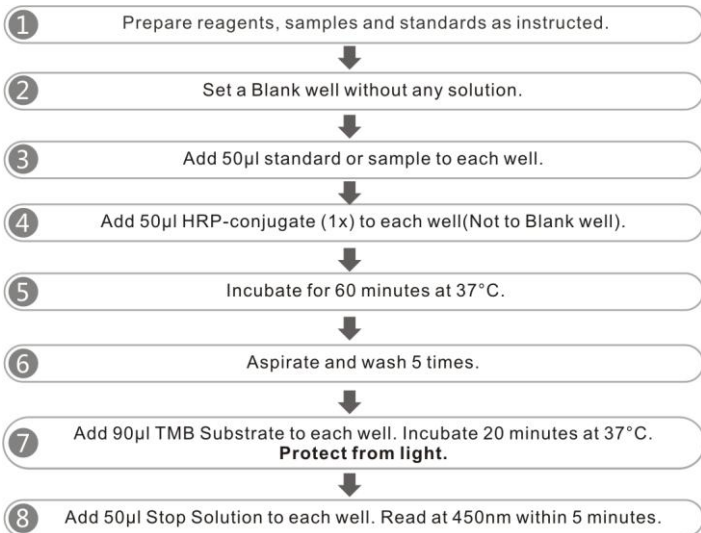 1 Prepare reagents, samples and standards as instructed.
2 Set a Blank well without any solution.
3 Add 50μl standard or sample to each well.
4 Add 50μl HRP-conjugate (1x) to each well(Not to Blank well).
5 Incubate for 60 minutes at 37°C.
6 Aspirate and wash 5 times.
7 Add 90μl TMB Substrate to each well. Incubate 20 minutes at 37°C.
Protect from light.
8 Add 50μl Stop Solution to each well. Read at 450nm within 5 minutes.